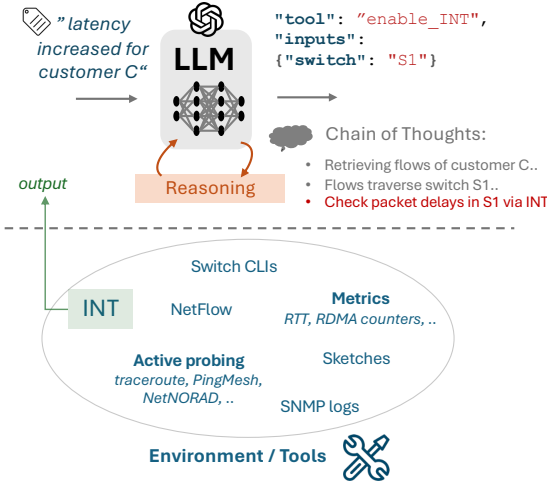 ” latency
increased for
customer C“
LLM
"tool": ”enable_INT”,
"inputs":
{"switch": "S1"}
Reasoning
Chain of Thoughts:
• Retrieving flows of customer C..
• Flows traverse switch S1..
• Check packet delays in S1 via INT
output
Switch CLIs
INT
NetFlow
Metrics
RTT, RDMA counters, ..
Active probing
traceroute, PingMesh,
NetNORAD, ..
Sketches
SNMP logs
Environment / Tools